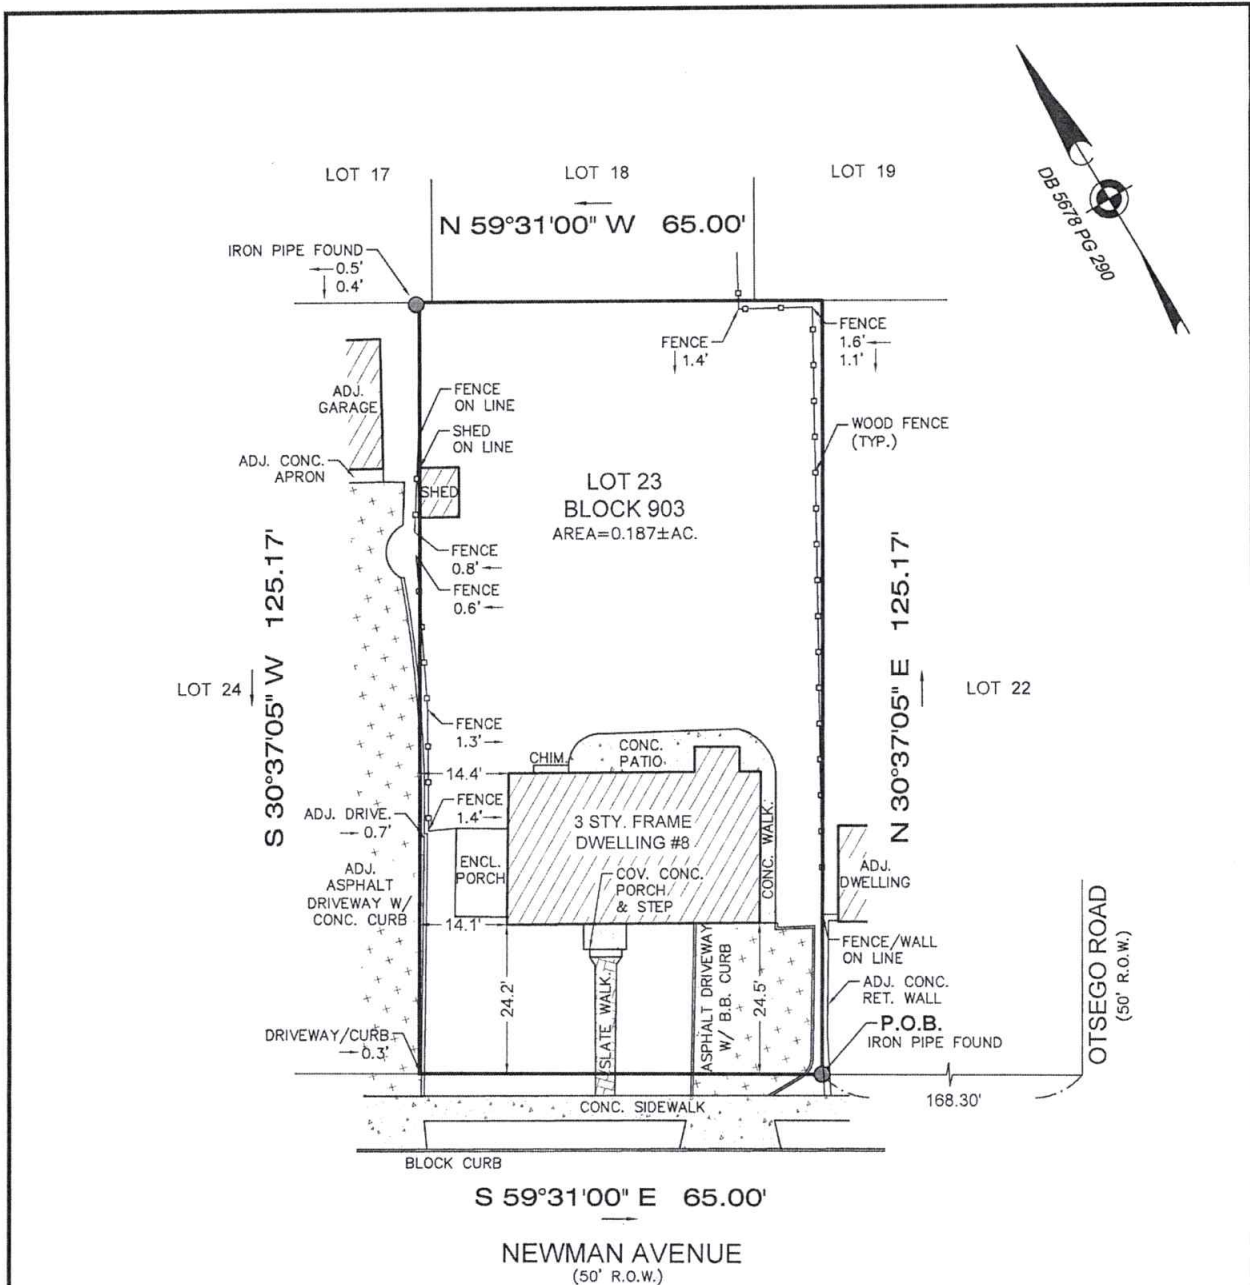 LOT 17
LOT 18
LOT 19
N 59°31'00" W 65.00'
DB 5678 PG 290
IRON PIPE FOUND
0.5'
0.4'
FENCE
1.4'
FENCE
1.6'
1.1'
ADJ.
GARAGE
FENCE
ON LINE
SHED
ON LINE
WOOD FENCE
(TYP.)
ADJ. CONC.
APRON
SHED
LOT 23
BLOCK 903
AREA=0.187±AC.
FENCE
0.8'
FENCE
0.6'
S 30°37'05" W 125.17'
N 30°37'05" E 125.17'
LOT 24
LOT 22
FENCE
1.3'
CHIM.
CONC.
PATIO
14.4'
FENCE
1.4'
ADJ. DRIVE.
0.7'
3 STY. FRAME
DWELLING #8
CONC. WALK.
ENCL.
PORCH
COV. CONC.
PORCH
& STEP
ADJ.
DWELLING
ADJ.
ASPHALT
DRIVEWAY W/
CONC. CURB
14.1'
FENCE/WALL
ON LINE
ADJ. CONC.
RET. WALL
24.2'
SLATE WALK.
ASPHALT DRIVEWAY
W/ B.B. CURB
24.5'
P.O.B.
IRON PIPE FOUND
OTSEGO ROAD
(50' R.O.W.)
DRIVEWAY/CURB
0.3'
168.30'
CONC. SIDEWALK
BLOCK CURB
S 59°31'00" E 65.00'
NEWMAN AVENUE
(50' R.O.W.)